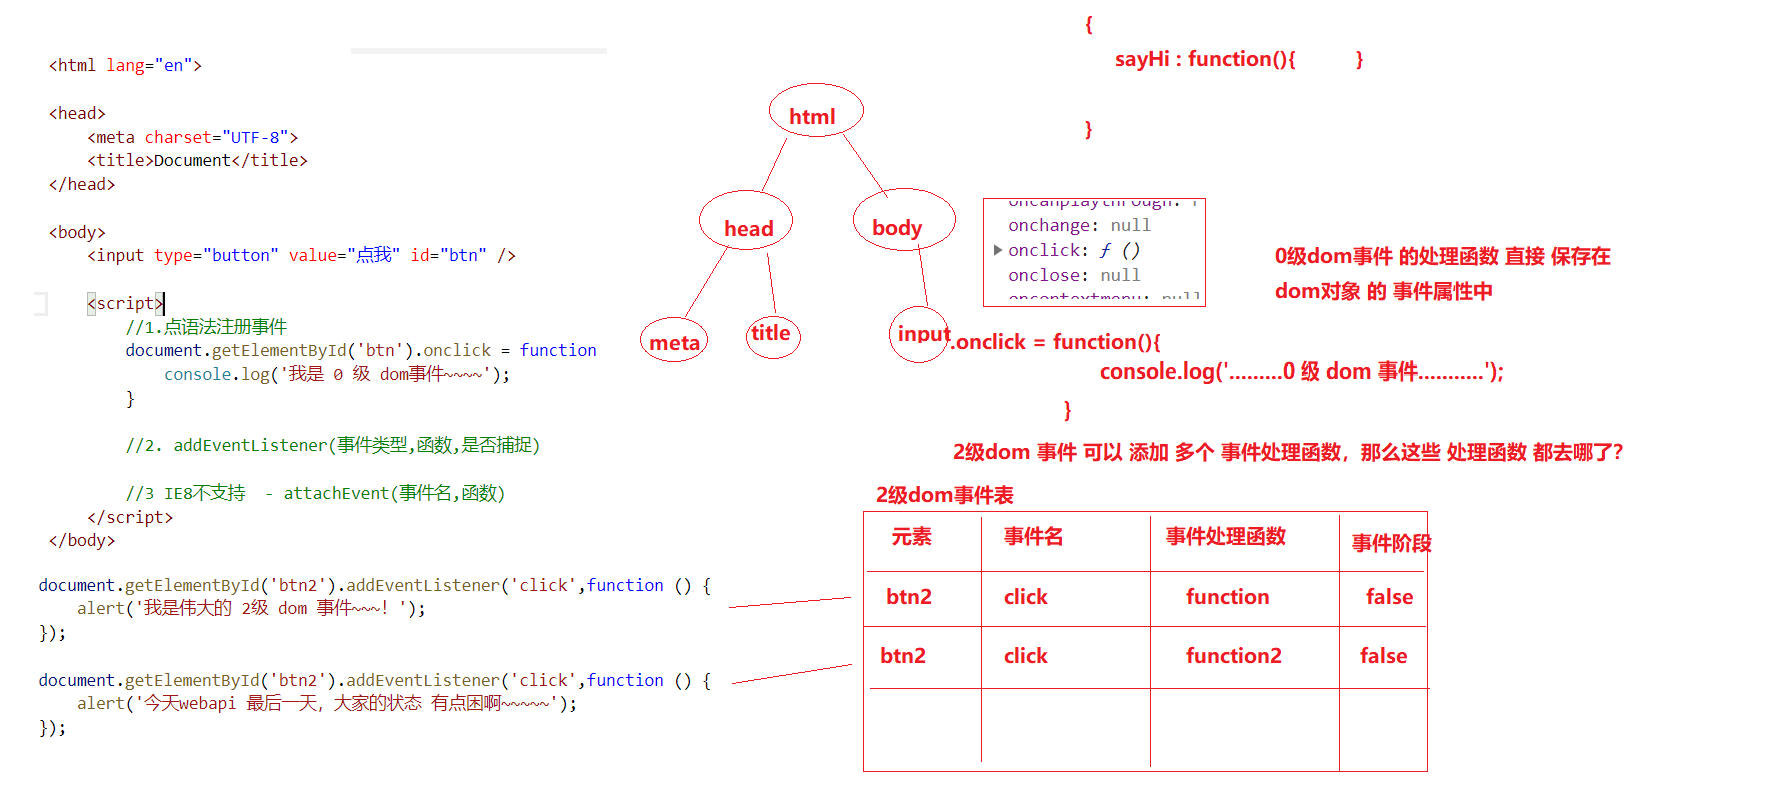 <html lang="en">
<head>
<meta charset="UTF-8">
<title>Document</title>
</head>
<body>
<input type="button" value="点我" id="btn" />
<script>
//1.点语法注册事件
document.getElementById('btn').onclick = function
console.log('我是 0 级 dom事件~~~~');
}
//2. addEventListener(事件类型,函数,是否捕捉)
//3 IE8不支持  - attachEvent(事件名,函数)
</script>
</body>
document.getElementById('btn2').addEventListener('click',function () {
alert('我是伟大的 2级 dom 事件~~~! ');
});
document.getElementById('btn2').addEventListener('click',function () {
alert('今天webapi 最后一天，大家的状态 有点困啊~~~~~');
});
html
head
body
meta
title
input
{
sayHi : function(){ }
}
oncanplaythrough:
onchange: null
onclick: ƒ ()
onclose: null
oncontextmenu: null
0级dom事件 的处理函数 直接 保存在
dom对象 的 事件属性中
.onclick = function(){
console.log('.........0 级 dom 事件...........');
}
2级dom 事件 可以 添加 多个 事件处理函数，那么这些 处理函数 都去哪了？
2级dom事件表
元素 事件名 事件处理函数 事件阶段
btn2 click function false
btn2 click function2 false